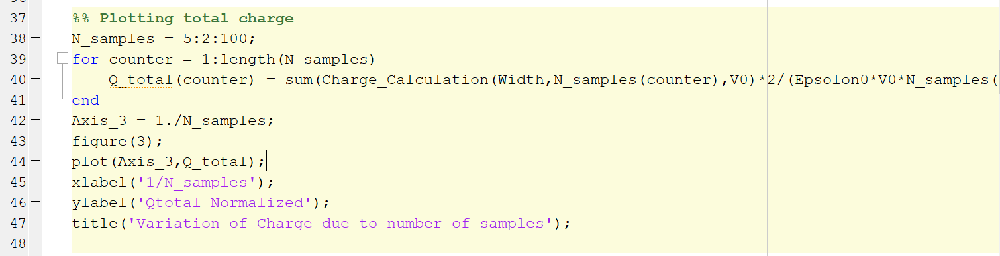 37 %% Plotting total charge
38 N_samples = 5:2:100;
39 for counter = 1:length(N_samples)
40 Q_total(counter) = sum(Charge_Calculation(Width,N_samples(counter),V0)*2/(Epsolon0*V0*N_samples(
41 end
42 Axis_3 = 1./N_samples;
43 figure(3);
44 plot(Axis_3,Q_total);
45 xlabel('1/N_samples');
46 ylabel('Qtotal Normalized');
47 title('Variation of Charge due to number of samples');
48